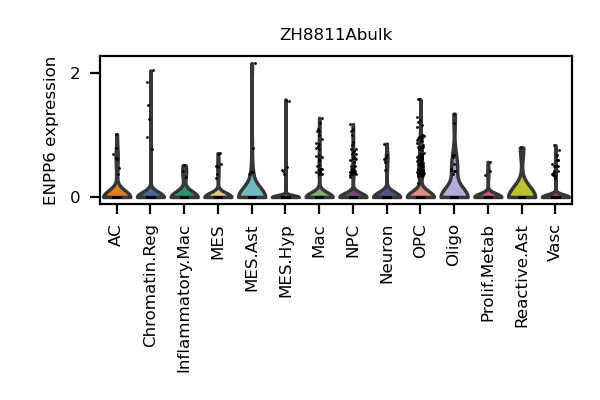 ZH8811Abulk
ENPP6 expression
2
0
AC
Chromatin.Reg
Inflammatory.Mac
MES
MES.Ast
MES.Hyp
Mac
NPC
Neuron
OPC
Oligo
Prolif.Metab
Reactive.Ast
Vasc